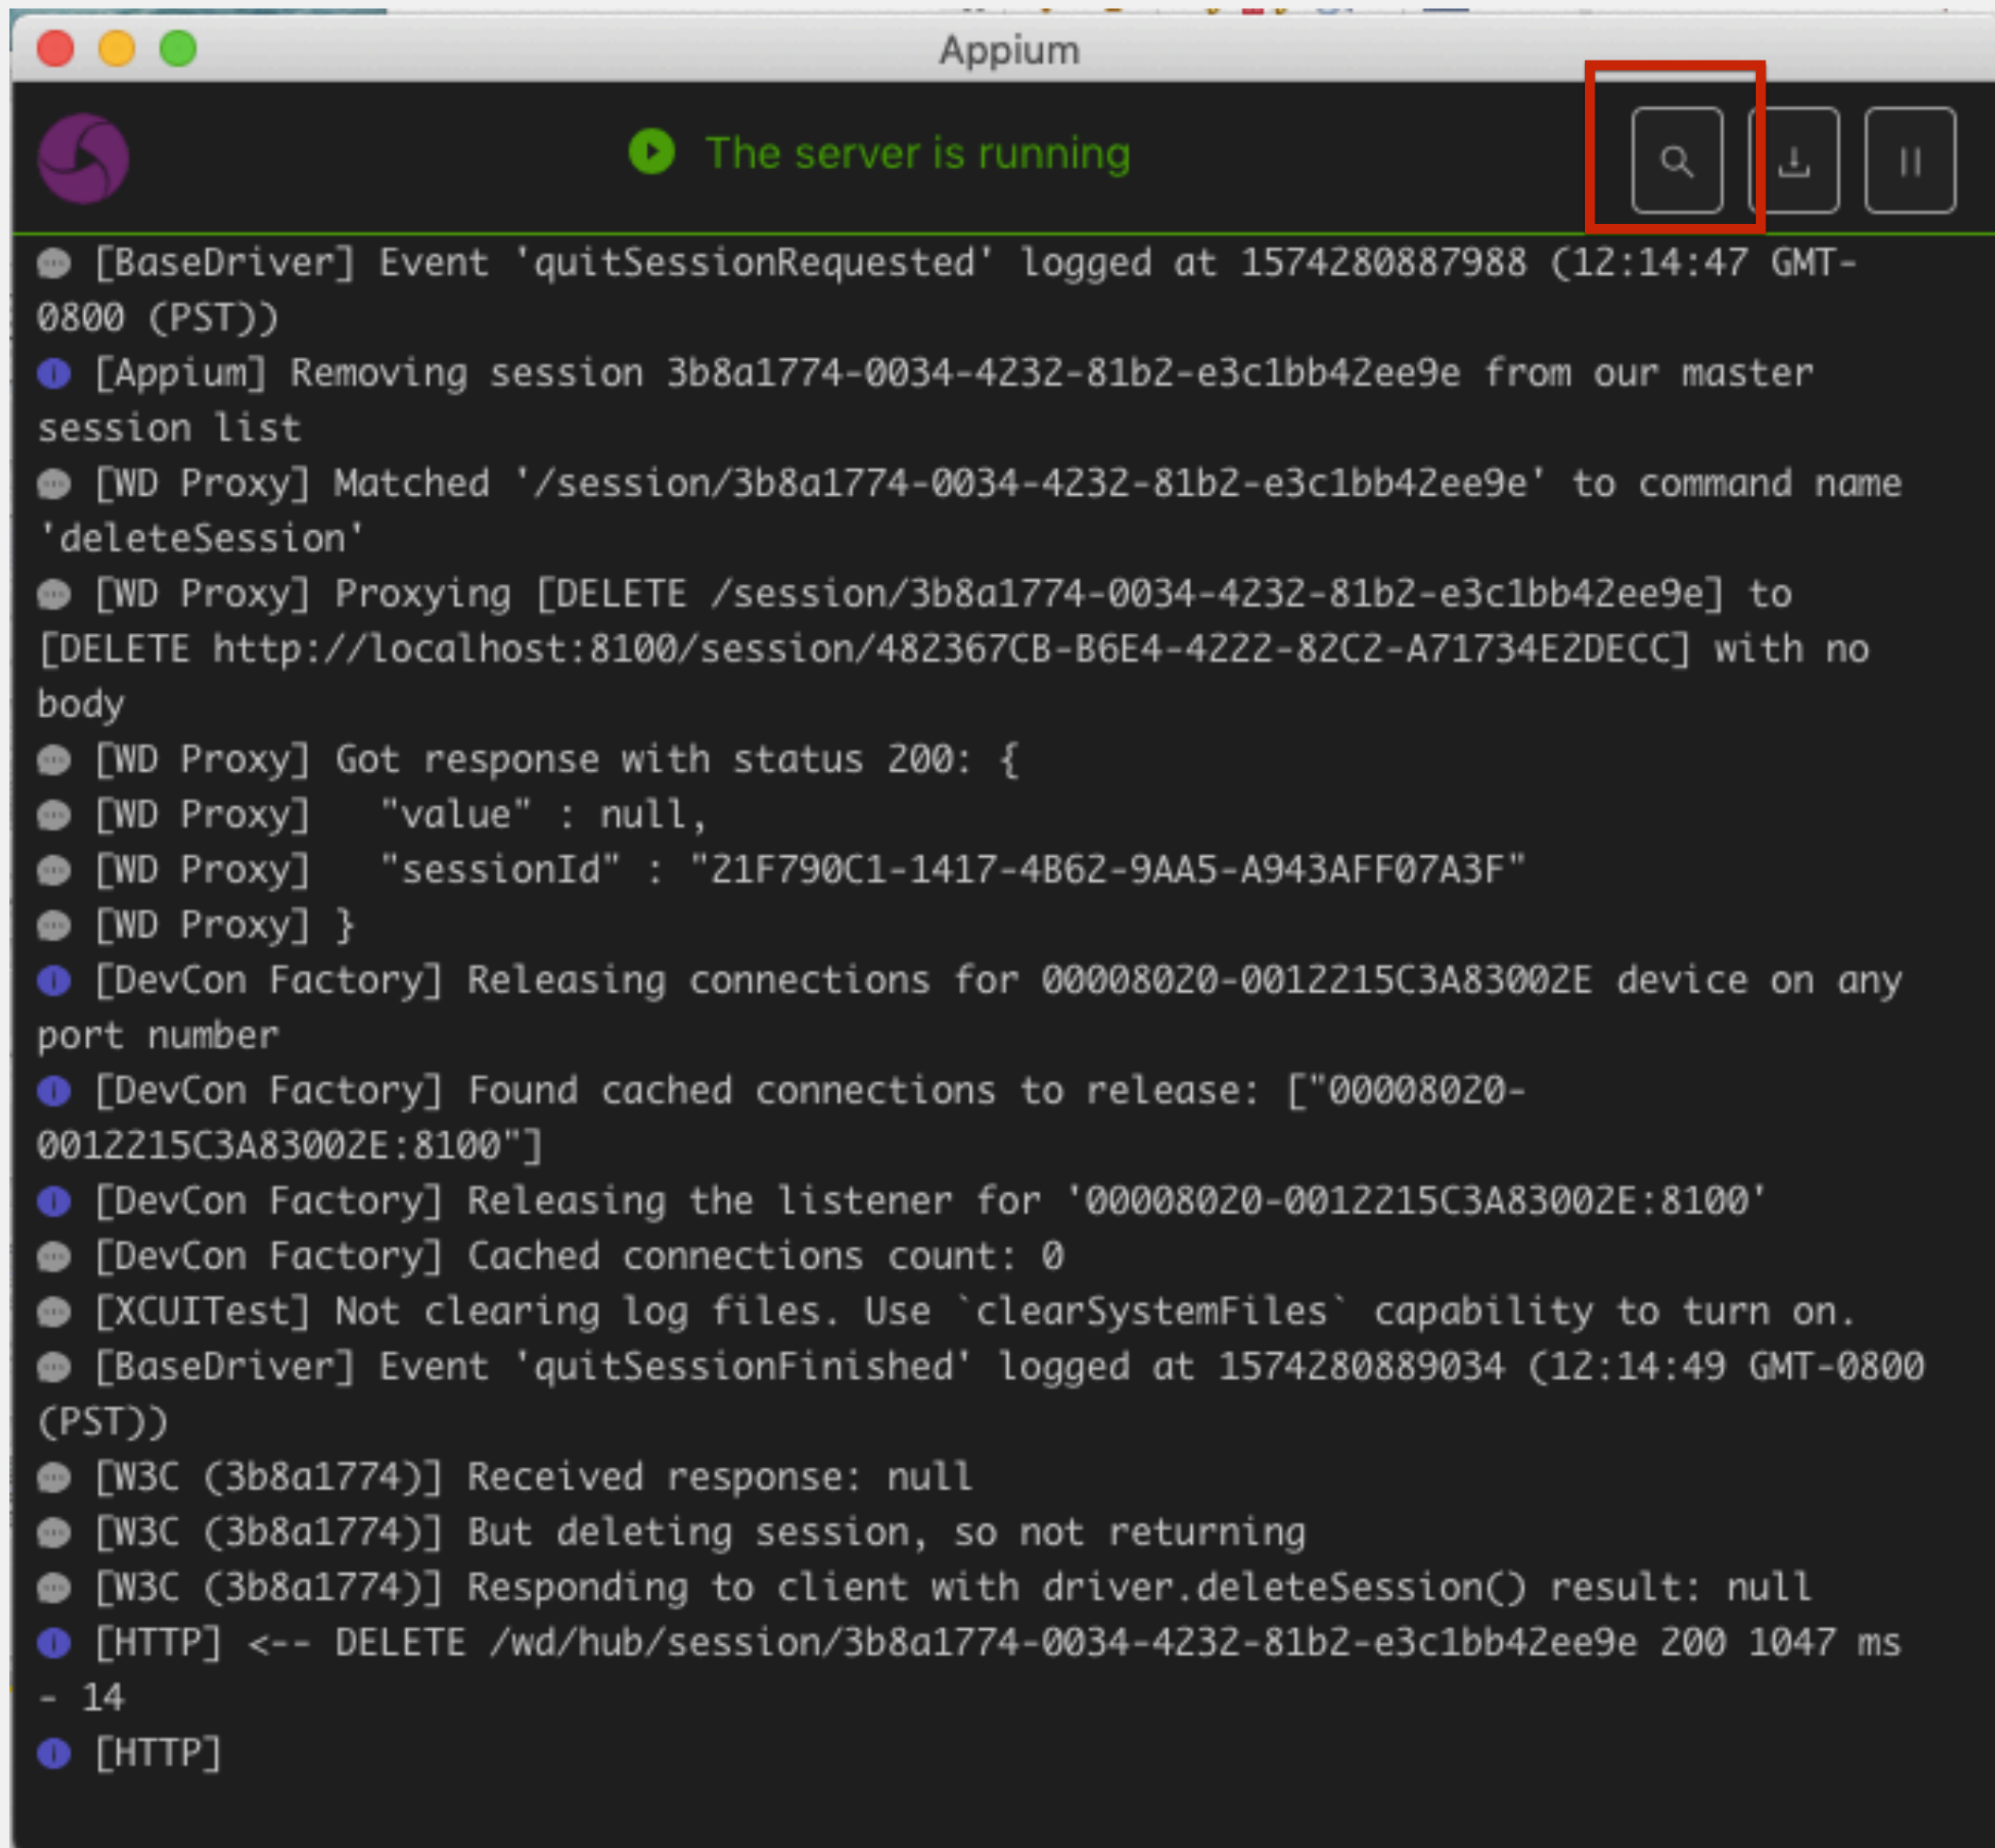 Appium
The server is running
[BaseDriver] Event 'quitSessionRequested' logged at 1574280887988 (12:14:47 GMT-
0800 (PST))
[Appium] Removing session 3b8a1774-0034-4232-81b2-e3c1bb42ee9e from our master
session list
[WD Proxy] Matched '/session/3b8a1774-0034-4232-81b2-e3c1bb42ee9e' to command name
'deleteSession'
[WD Proxy] Proxying [DELETE /session/3b8a1774-0034-4232-81b2-e3c1bb42ee9e] to
[DELETE http://localhost:8100/session/482367CB-B6E4-4222-82C2-A71734E2DECC] with no
body
[WD Proxy] Got response with status 200: {
[WD Proxy]   "value" : null,
[WD Proxy]   "sessionId" : "21F790C1-1417-4B62-9AA5-A943AFF07A3F"
[WD Proxy] }
[DevCon Factory] Releasing connections for 00008020-0012215C3A83002E device on any
port number
[DevCon Factory] Found cached connections to release: ["00008020-
0012215C3A83002E:8100"]
[DevCon Factory] Releasing the listener for '00008020-0012215C3A83002E:8100'
[DevCon Factory] Cached connections count: 0
[XCUITest] Not clearing log files. Use `clearSystemFiles` capability to turn on.
[BaseDriver] Event 'quitSessionFinished' logged at 1574280889034 (12:14:49 GMT-0800
(PST))
[W3C (3b8a1774)] Received response: null
[W3C (3b8a1774)] But deleting session, so not returning
[W3C (3b8a1774)] Responding to client with driver.deleteSession() result: null
[HTTP] <-- DELETE /wd/hub/session/3b8a1774-0034-4232-81b2-e3c1bb42ee9e 200 1047 ms
- 14
[HTTP]